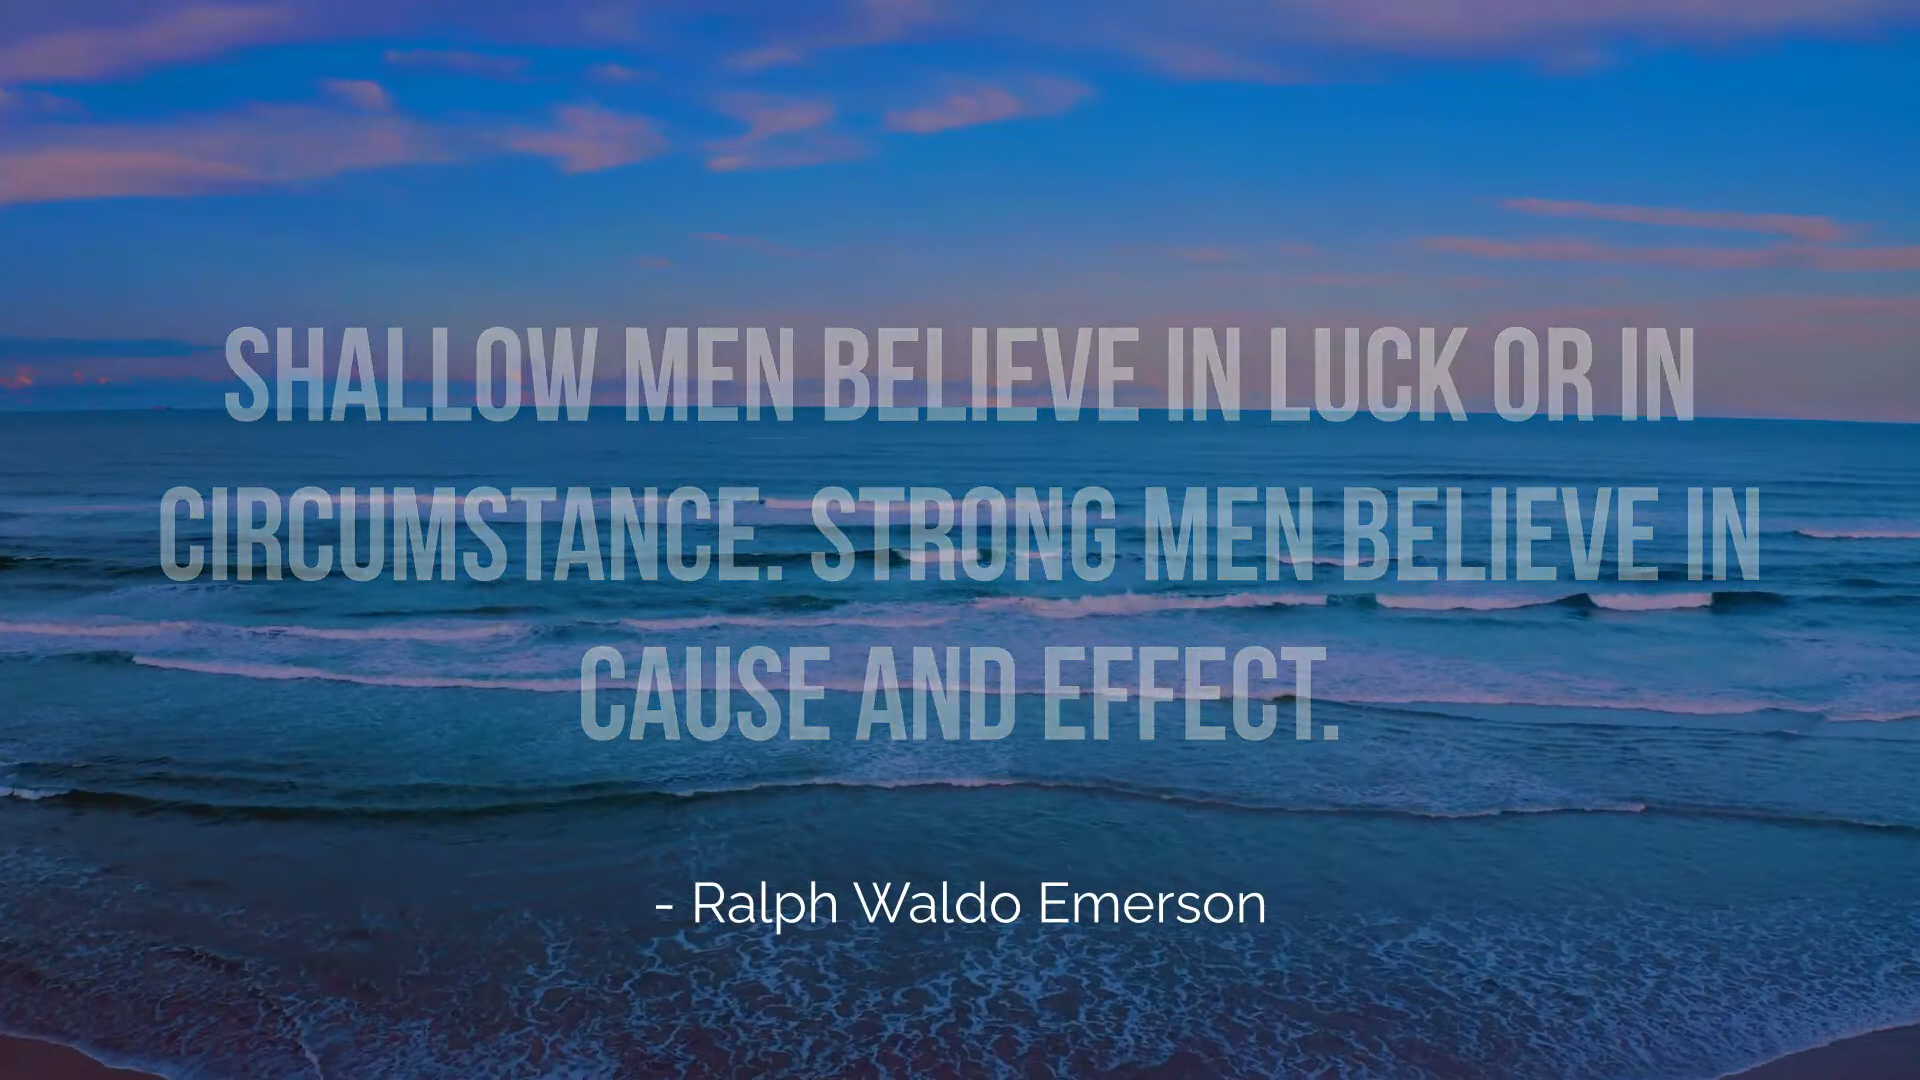 SHALLOW MEN BELIEVE IN LUCK OR IN
CIRCUMSTANCE. STRONG MEN BELIEVE IN
CAUSE AND EFFECT.
- Ralph Waldo Emerson